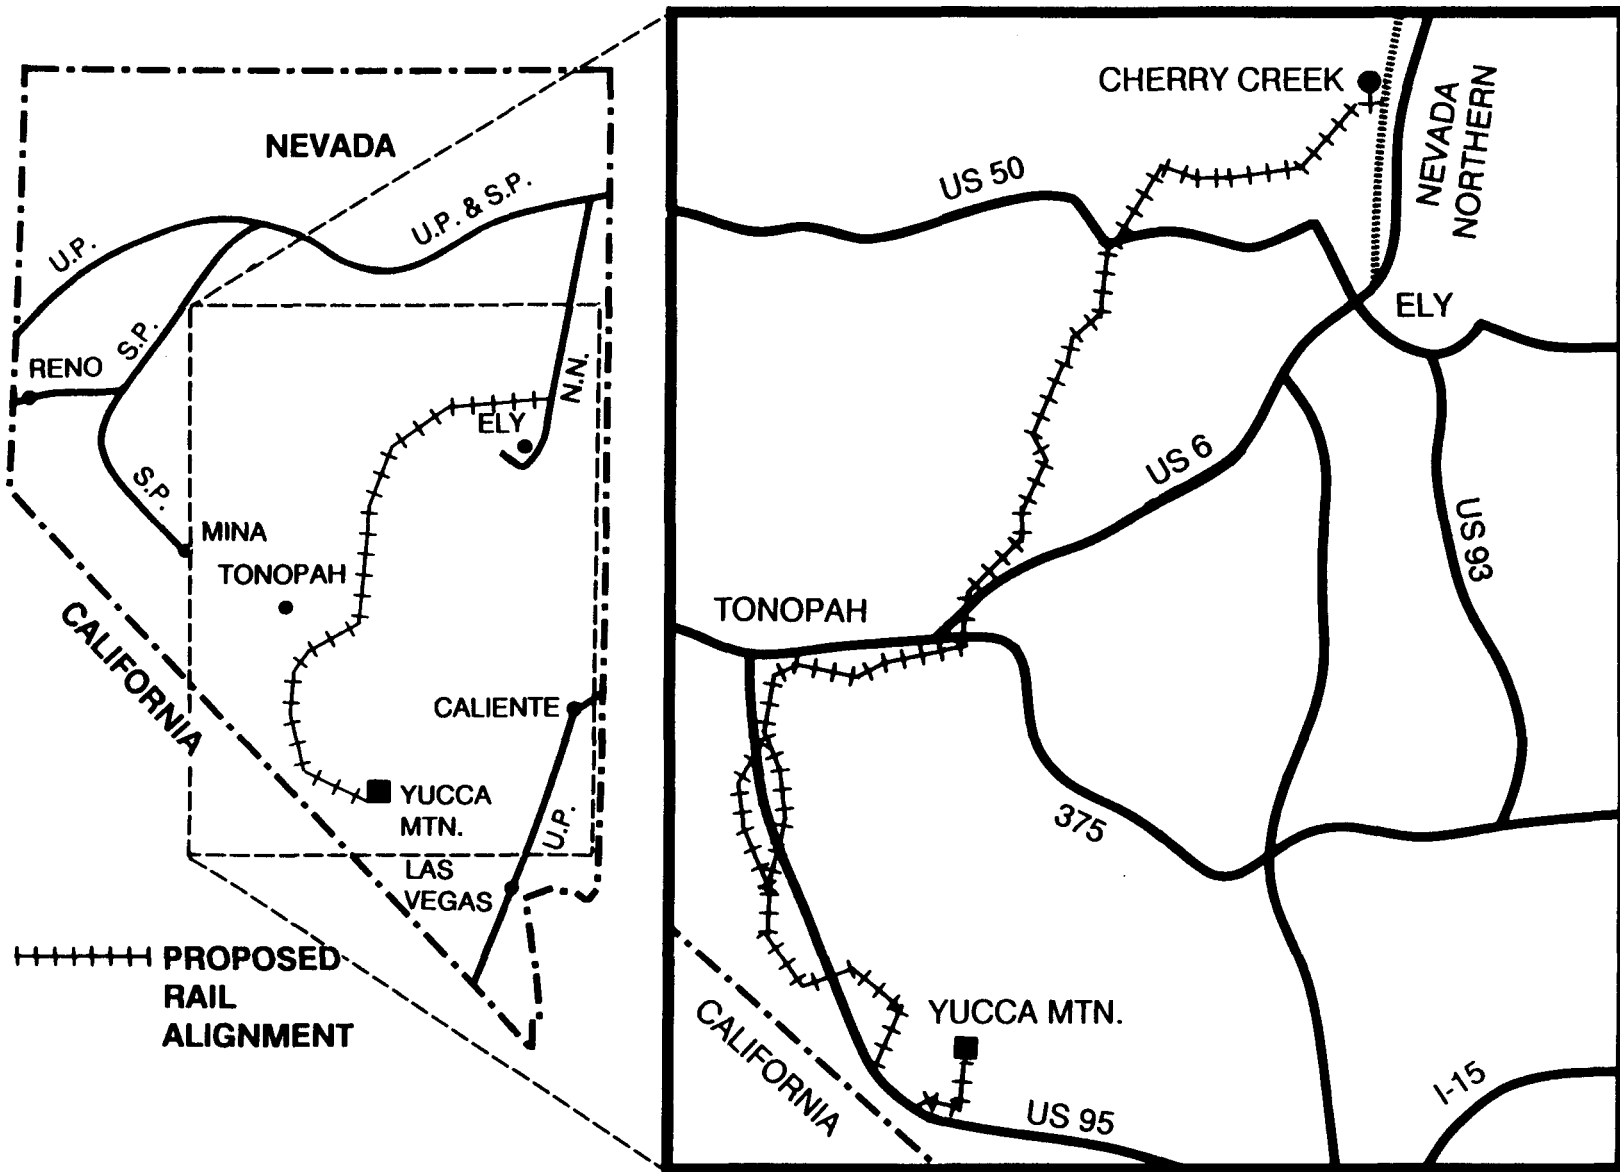 NEVADA
U.P.
U.P. & S.P.
S.P.
RENO
N.N.
ELY
S.P.
MINA
TONOPAH
CALIFORNIA
CALIENTE
YUCCA
MTN.
U.P.
LAS
VEGAS
PROPOSED
RAIL
ALIGNMENT
CHERRY CREEK
NEVADA
NORTHERN
US 50
ELY
US 6
US 93
TONOPAH
375
YUCCA MTN.
CALIFORNIA
US 95
I-15